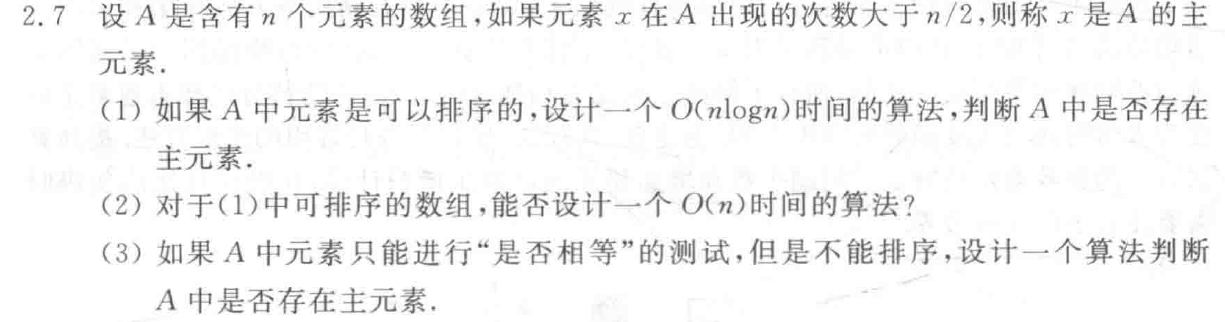 2.7 设 A 是含有 n 个元素的数组,如果元素 x 在 A 出现的次数大于 n/2,则称 x 是 A 的主
元素.
(1) 如果 A 中元素是可以排序的,设计一个 O(nlogn)时间的算法,判断 A 中是否存在
主元素.
(2) 对于(1)中可排序的数组,能否设计一个 O(n)时间的算法?
(3) 如果 A 中元素只能进行“是否相等”的测试,但是不能排序,设计一个算法判断
A 中是否存在主元素.